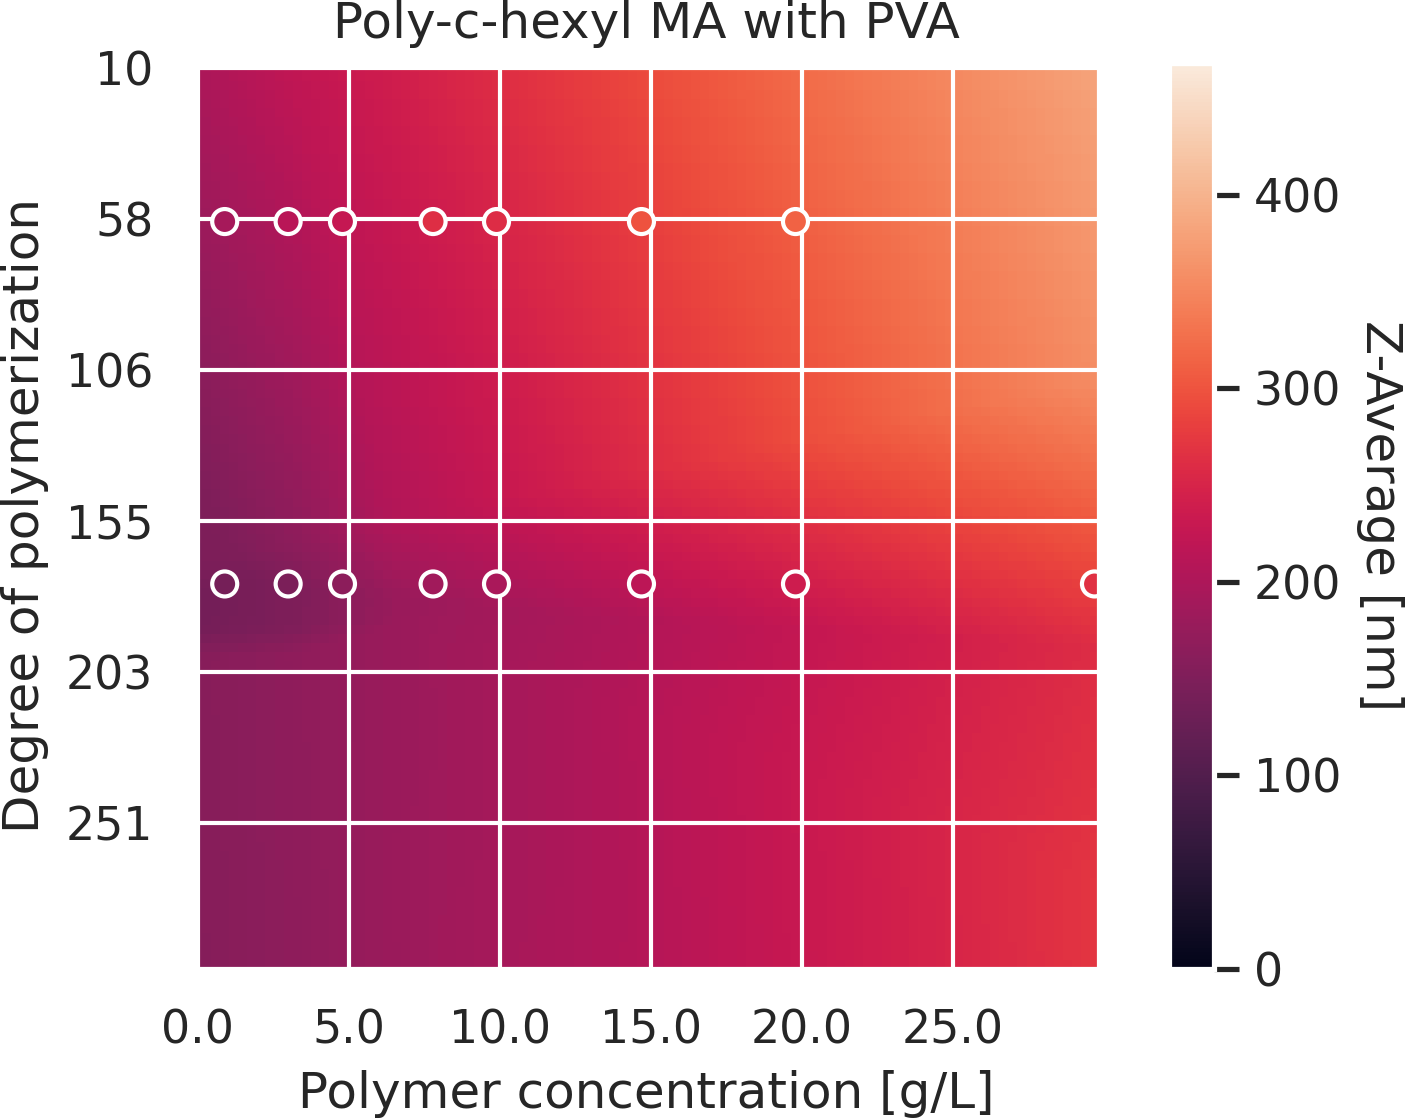 Poly-c-hexyl MA with PVA
Degree of polymerization
10
58
106
155
203
251
0.0 5.0 10.0 15.0 20.0 25.0
Polymer concentration [g/L]
400
300
200
100
0
Z-Average [nm]